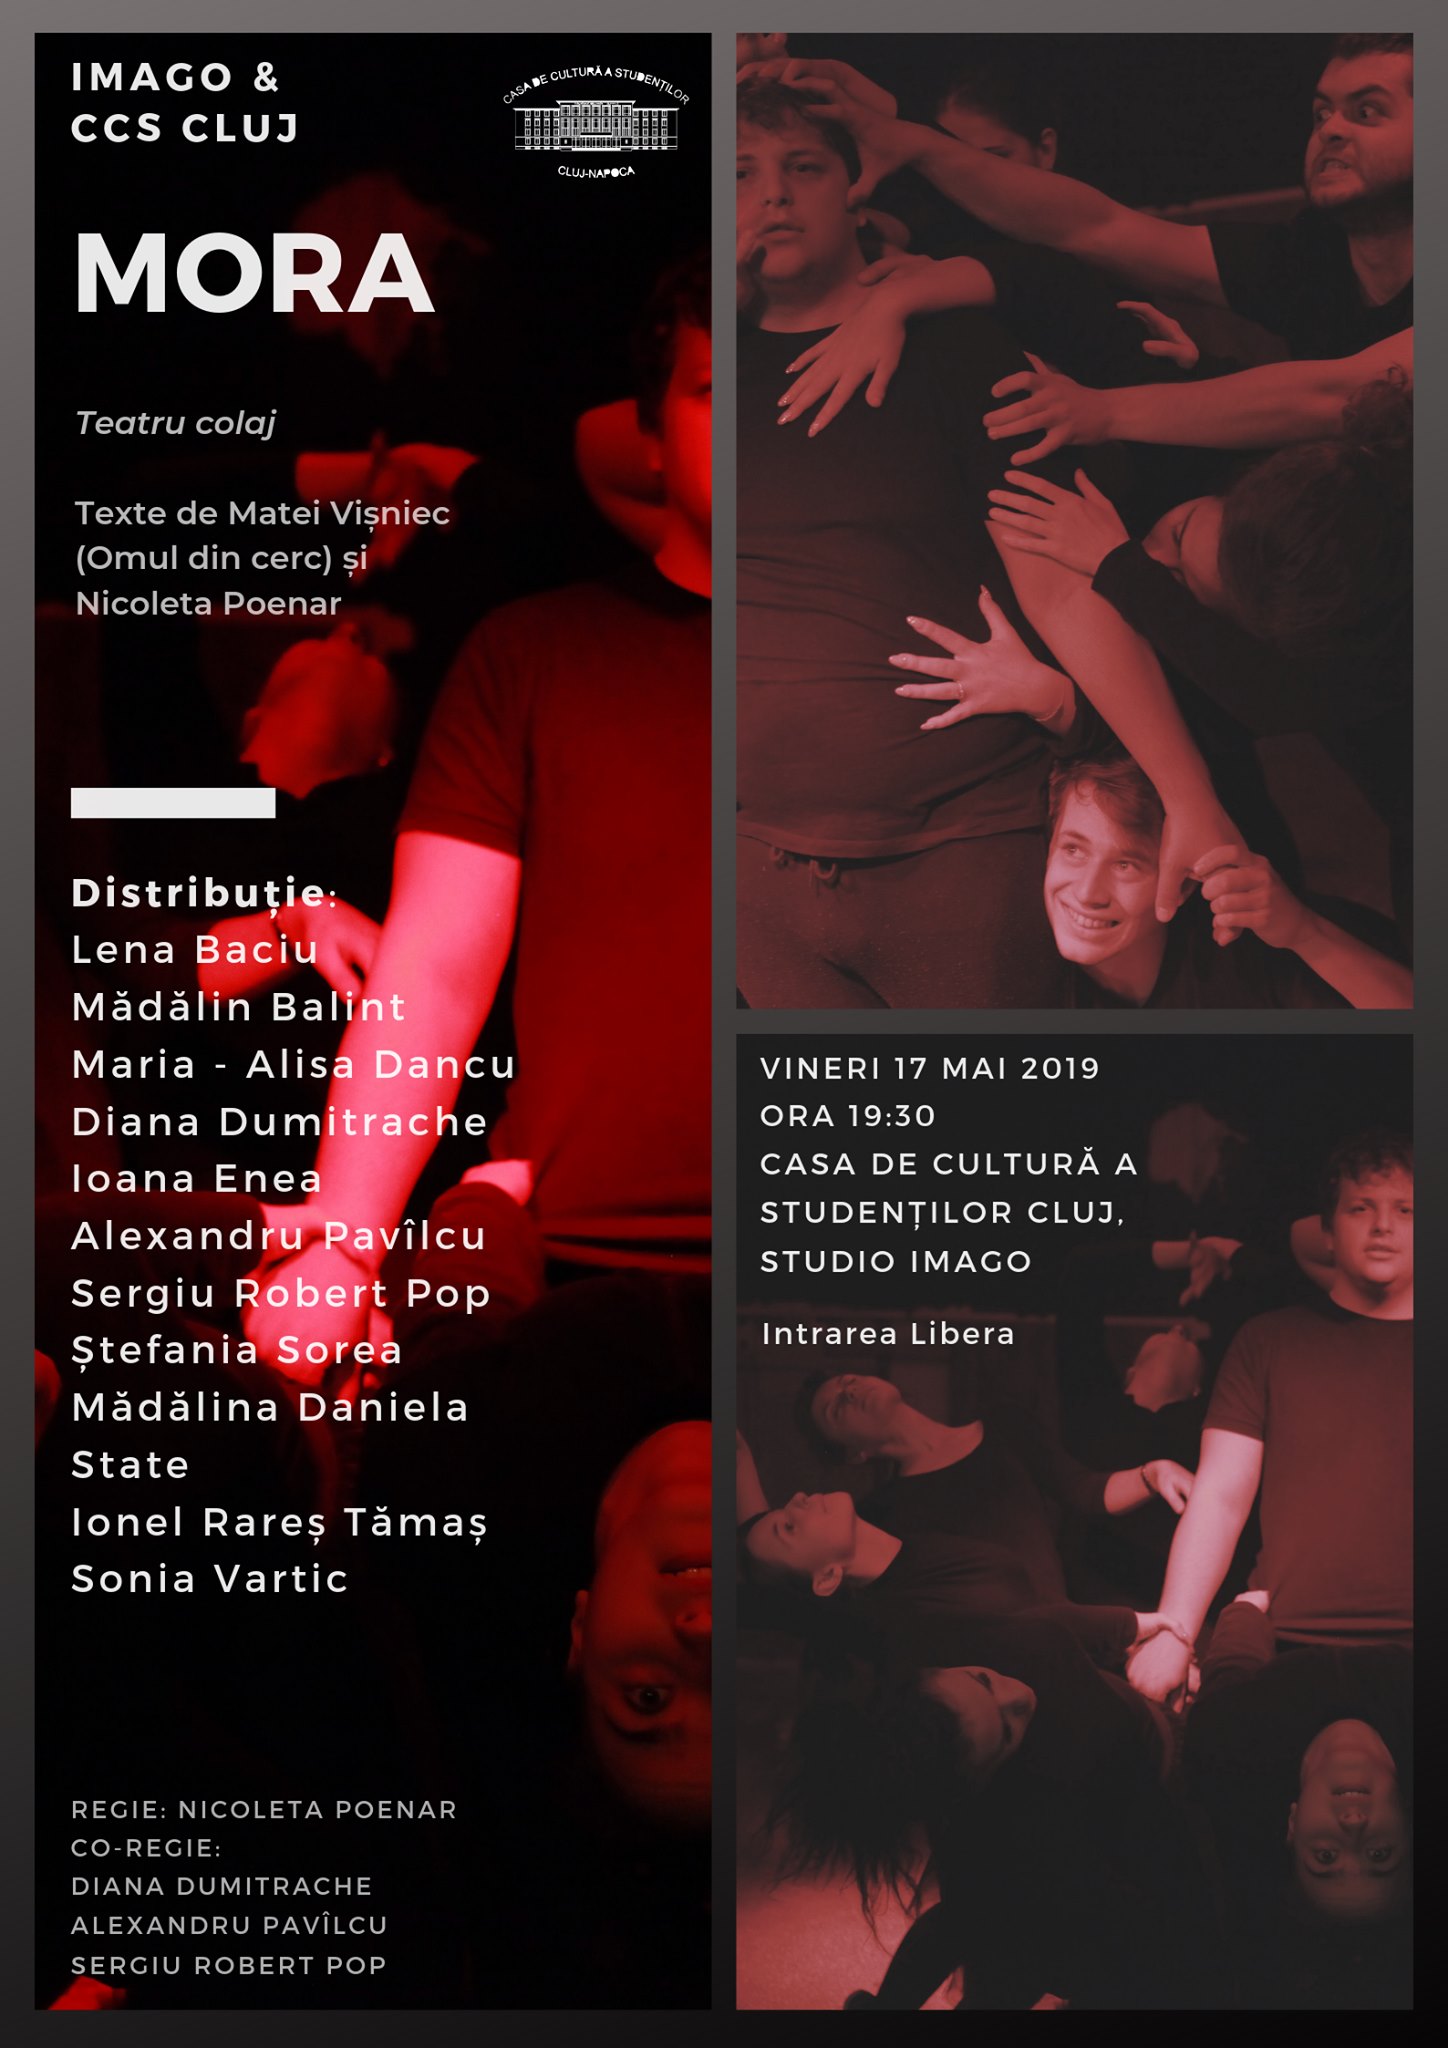 IMAGO &
CCS CLUJ
CASA DE CULTURĂ A STUDENȚILOR
CLUJ-NAPOCA
MORA
Teatru colaj
Texte de Matei Vișniec
(Omul din cerc) și
Nicoleta Poenar
Distribuție:
Lena Baciu
Mădălin Balint
Maria - Alisa Dancu
Diana Dumitrache
Ioana Enea
Alexandru Pavîlcu
Sergiu Robert Pop
Ștefania Sorea
Mădălina Daniela
State
Ionel Rareș Tămaș
Sonia Vartic
REGIE: NICOLETA POENAR
CO-REGIE:
DIANA DUMITRACHE
ALEXANDRU PAVÎLCU
SERGIU ROBERT POP
VINERI 17 MAI 2019
ORA 19:30
CASA DE CULTURĂ A
STUDENȚILOR CLUJ,
STUDIO IMAGO
Intrarea Libera